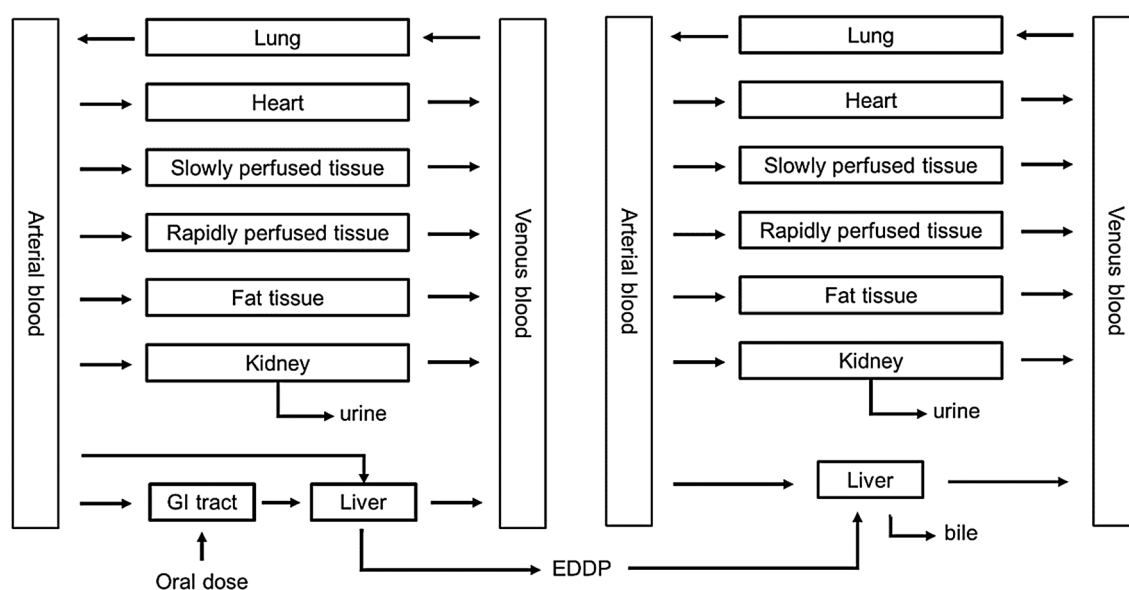 Arterial blood
Lung
Heart
Slowly perfused tissue
Rapidly perfused tissue
Fat tissue
Kidney
urine
GI tract
Liver
Oral dose
Venous blood
EDDP
Arterial blood
Lung
Heart
Slowly perfused tissue
Rapidly perfused tissue
Fat tissue
Kidney
urine
Liver
bile
Venous blood